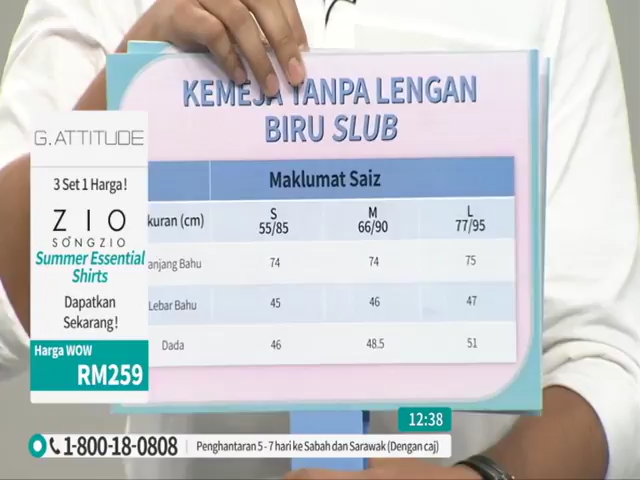 KEMEJA TANPA LENGAN
BIRU SLUB
Maklumat Saiz
kuran (cm)
S
55/85
M
66/90
L
77/95
anjang Bahu
74
74
75
Lebar Bahu
45
46
47
Dada
46
48.5
51
G.ATTITUDE
3 Set 1 Harga!
ZIO
SONGZIO
Summer Essential
Shirts
Dapatkan
Sekarang!
Harga WOW
RM259
12:38
1-800-18-0808
Penghantaran 5 - 7 hari ke Sabah dan Sarawak (Dengan caj)